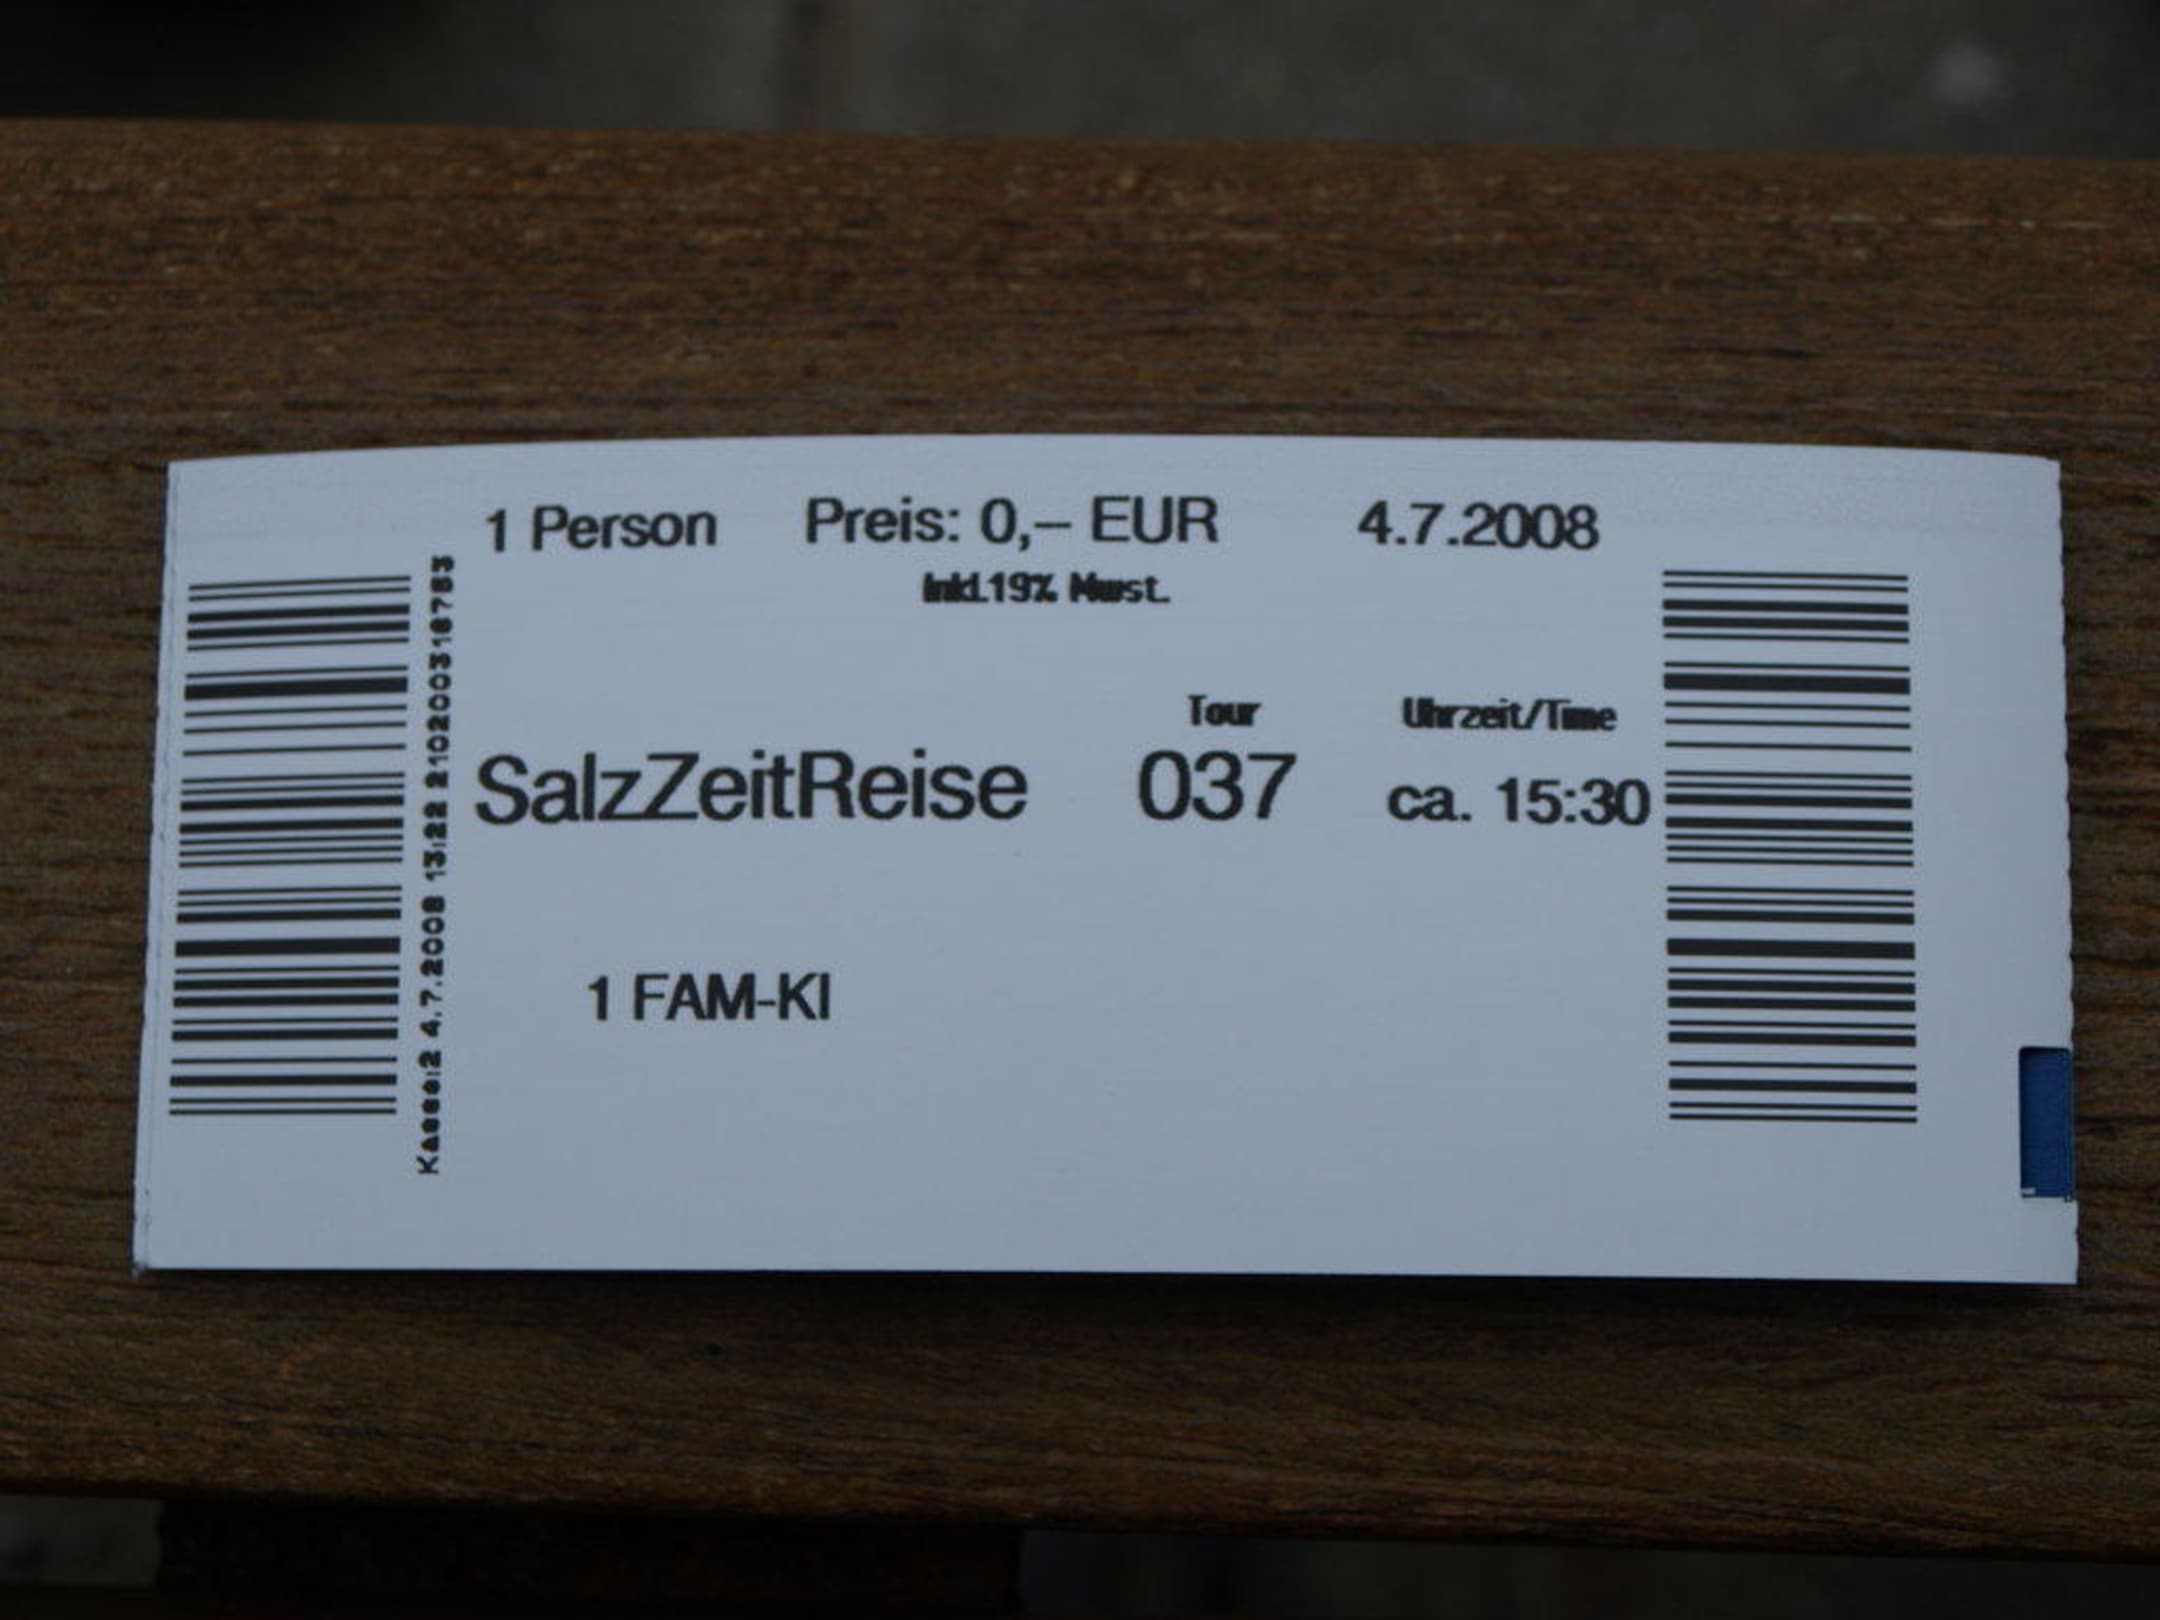 1 Person Preis: 0,– EUR 4.7.2008
Inkl.19% Mwst.
Tour Uhrzeit/Time
SalzZeitReise 037 ca. 15:30
1 FAM-KI
Kasse:2 4.7.2008 13:22 210200318783